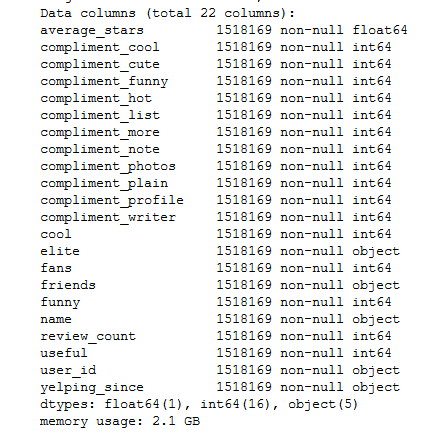 Data columns (total 22 columns):
average_stars 1518169 non-null float64
compliment_cool 1518169 non-null int64
compliment_cute 1518169 non-null int64
compliment_funny 1518169 non-null int64
compliment_hot 1518169 non-null int64
compliment_list 1518169 non-null int64
compliment_more 1518169 non-null int64
compliment_note 1518169 non-null int64
compliment_photos 1518169 non-null int64
compliment_plain 1518169 non-null int64
compliment_profile 1518169 non-null int64
compliment_writer 1518169 non-null int64
cool 1518169 non-null int64
elite 1518169 non-null object
fans 1518169 non-null int64
friends 1518169 non-null object
funny 1518169 non-null int64
name 1518169 non-null object
review_count 1518169 non-null int64
useful 1518169 non-null int64
user_id 1518169 non-null object
yelping_since 1518169 non-null object
dtypes: float64(1), int64(16), object(5)
memory usage: 2.1 GB